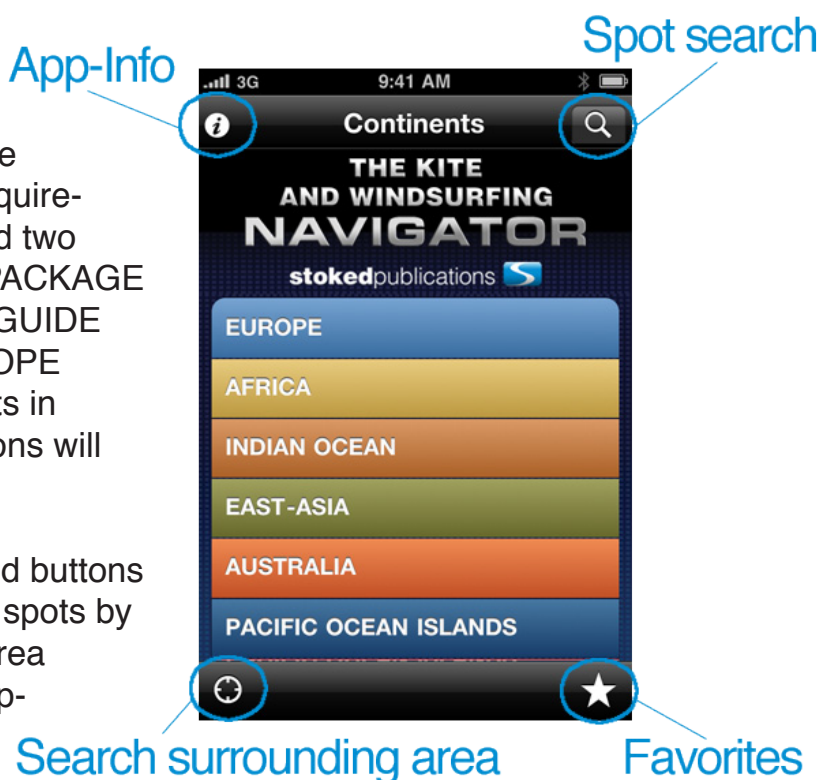 App-Info
Spot search
3G 9:41 AM
Continents
THE KITE
AND WINDSURFING
NAVIGATOR
stokedpublications
EUROPE
AFRICA
INDIAN OCEAN
EAST-ASIA
AUSTRALIA
PACIFIC OCEAN ISLANDS
Search surrounding area
Favorites
e
quire-
d two
PACKAGE
GUIDE
OPE
ts in
ons will
d buttons
spots by
rea
p-